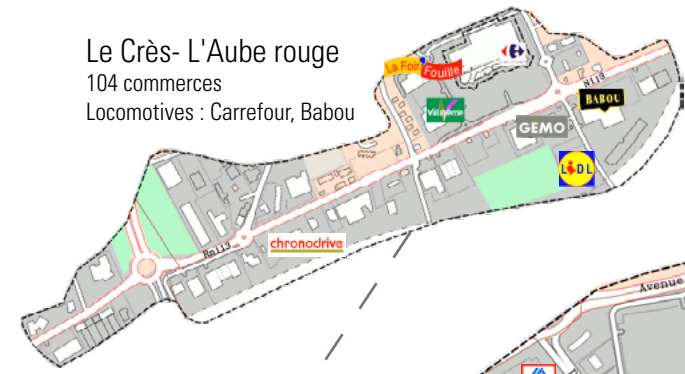 Le Crès- L'Aube rouge
104 commerces
Locomotives : Carrefour, Babou
La Foir Fouille
N113
BABOU
GEMO
LiDL
chronodrive
Rn113
Avenue